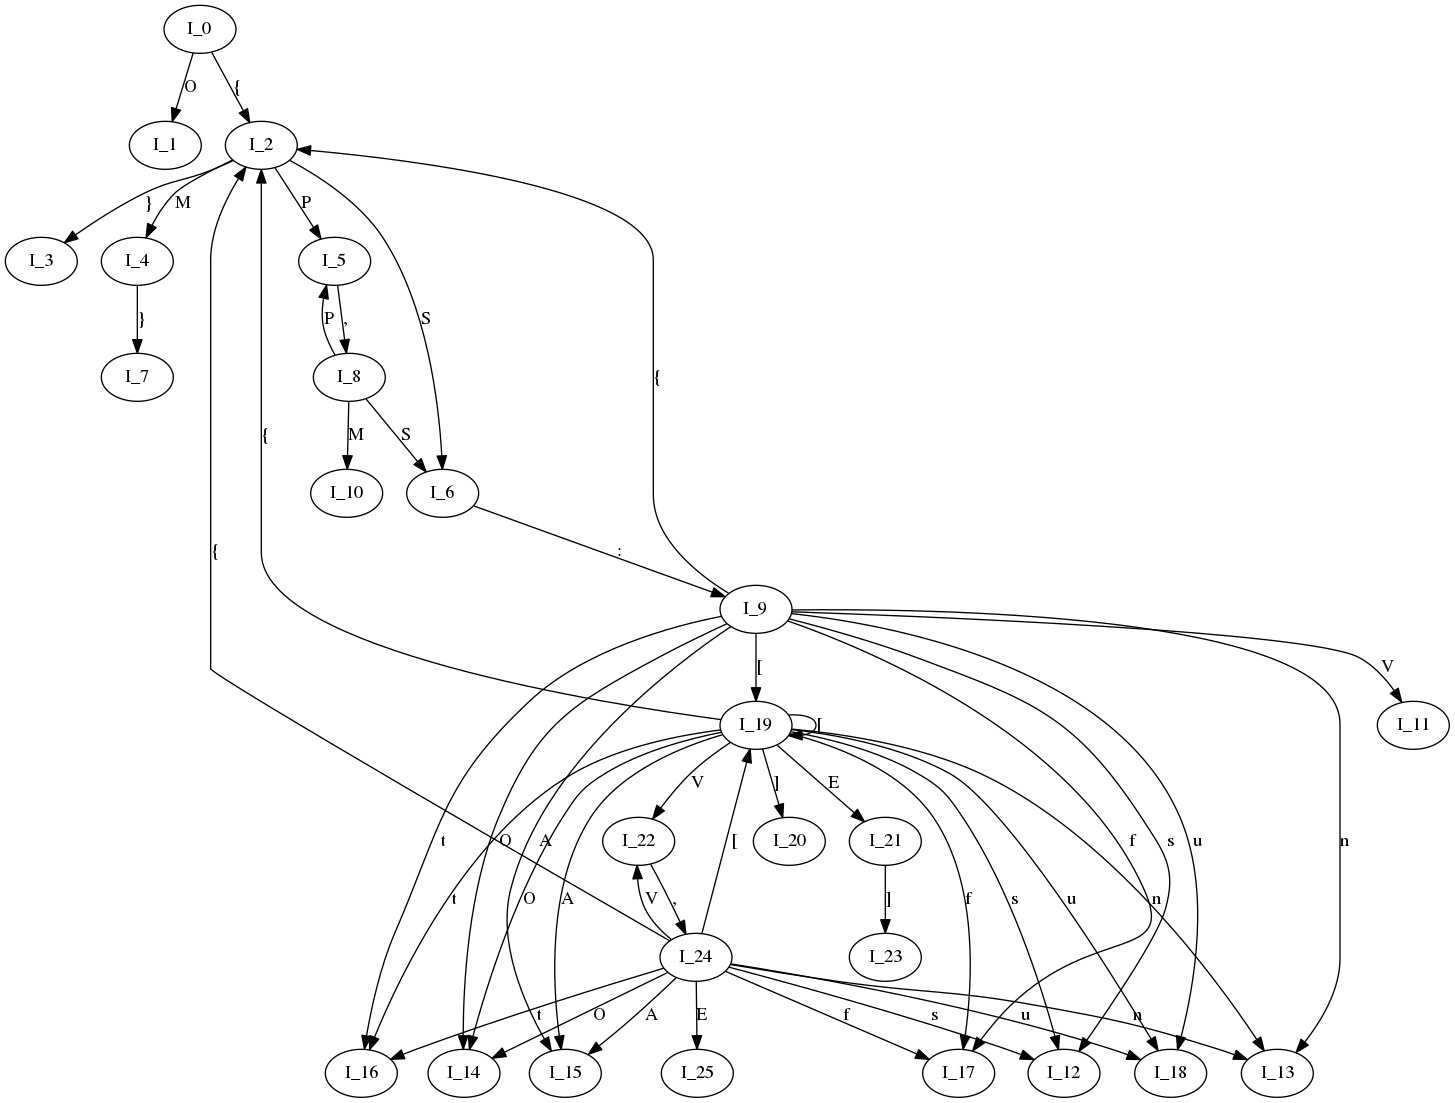 I_0
O {
I_1 I_2
} M P
I_3 I_4 I_5
} P , S
I_7 I_8 {
M S {
I_10 I_6
{ :
I_9
[ V
I_19 [ I_11
V ] E
I_22 I_20 I_21
t O A [ f s u n
t O A V , ] f s u n
I_24 I_23
t O A E f s u n
I_16 I_14 I_15 I_25 I_17 I_12 I_18 I_13